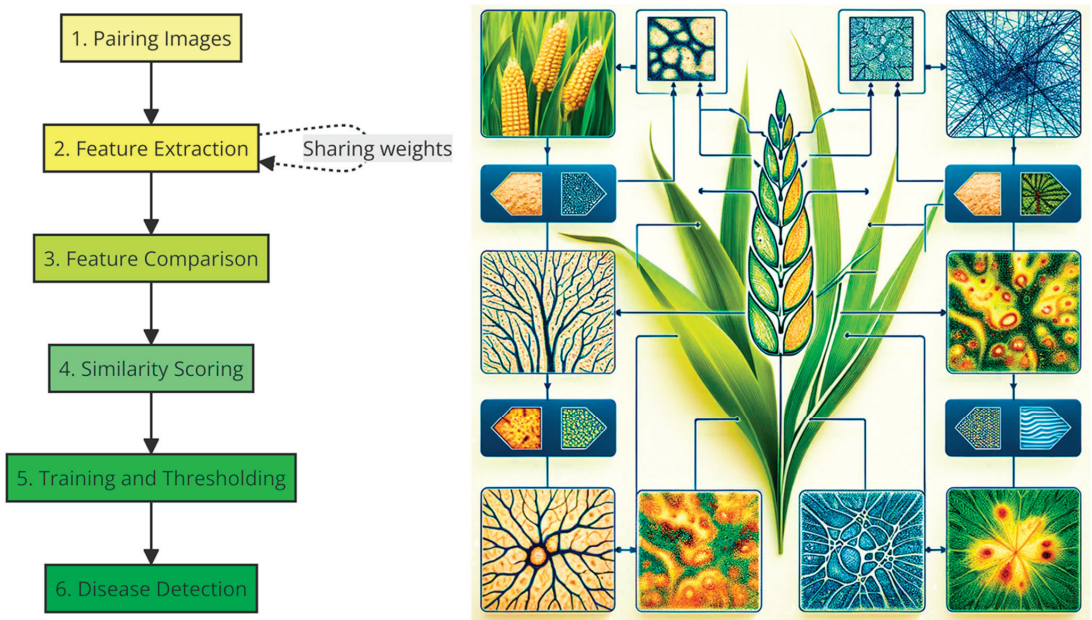 1. Pairing Images
2. Feature Extraction
Sharing weights
3. Feature Comparison
4. Similarity Scoring
5. Training and Thresholding
6. Disease Detection